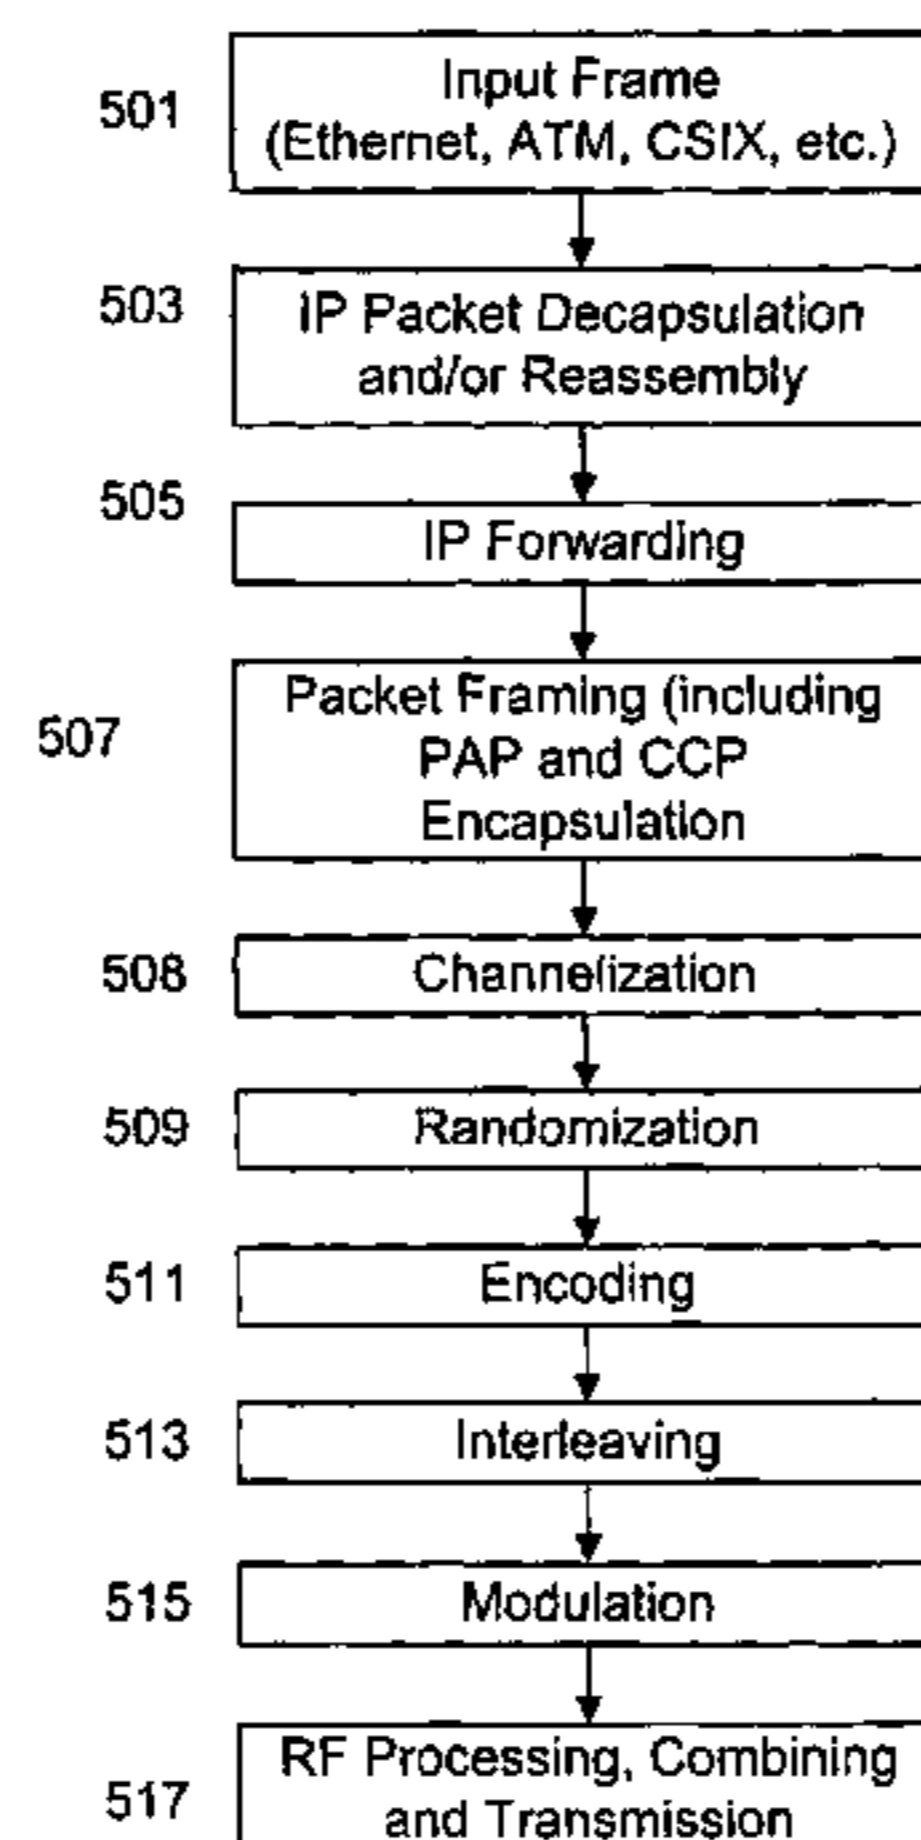 501
Input Frame
(Ethernet, ATM, CSIX, etc.)
503
IP Packet Decapsulation
and/or Reassembly
505
IP Forwarding
507
Packet Framing (including
PAP and CCP
Encapsulation
508
Channelization
509
Randomization
511
Encoding
513
Interleaving
515
Modulation
517
RF Processing, Combining
and Transmission